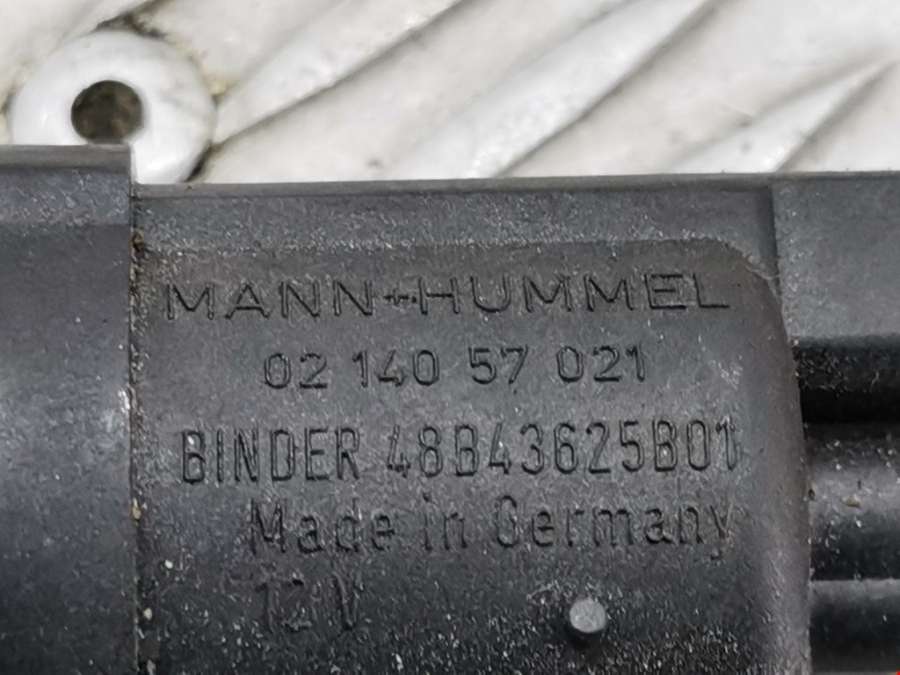 MANN+HUMMEL
02 140 57 021
BINDER 48B43625B01
Made in Germany
12 V